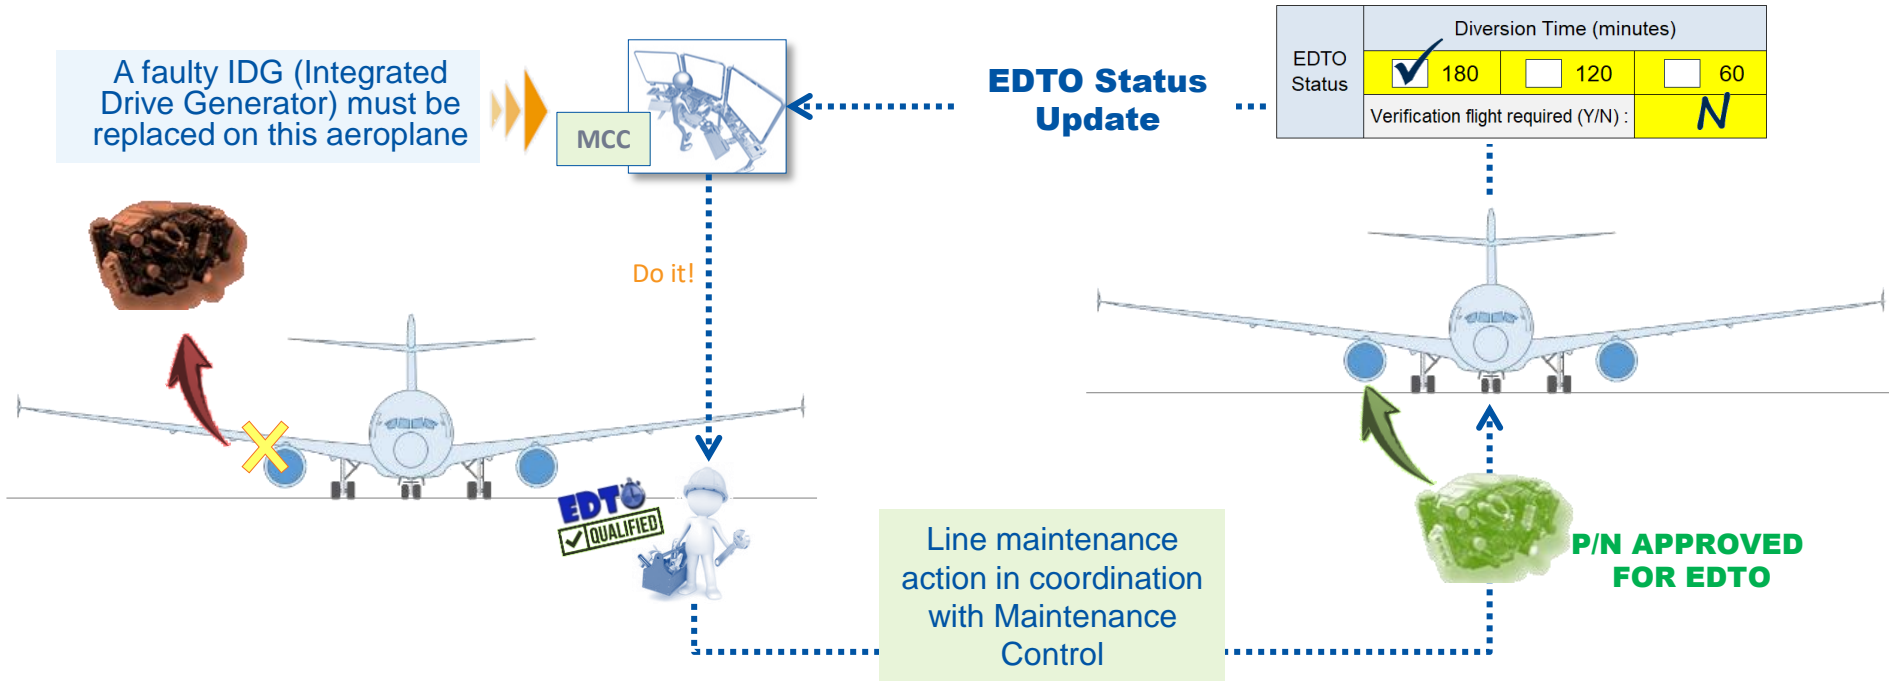 A faulty IDG (Integrated
Drive Generator) must be
replaced on this aeroplane
MCC
EDTO Status
Update
EDTO
Status
Diversion Time (minutes)
180
120
60
Verification flight required (Y/N) :
N
Do it!
EDTO
QUALIFIED
Line maintenance
action in coordination
with Maintenance
Control
P/N APPROVED
FOR EDTO